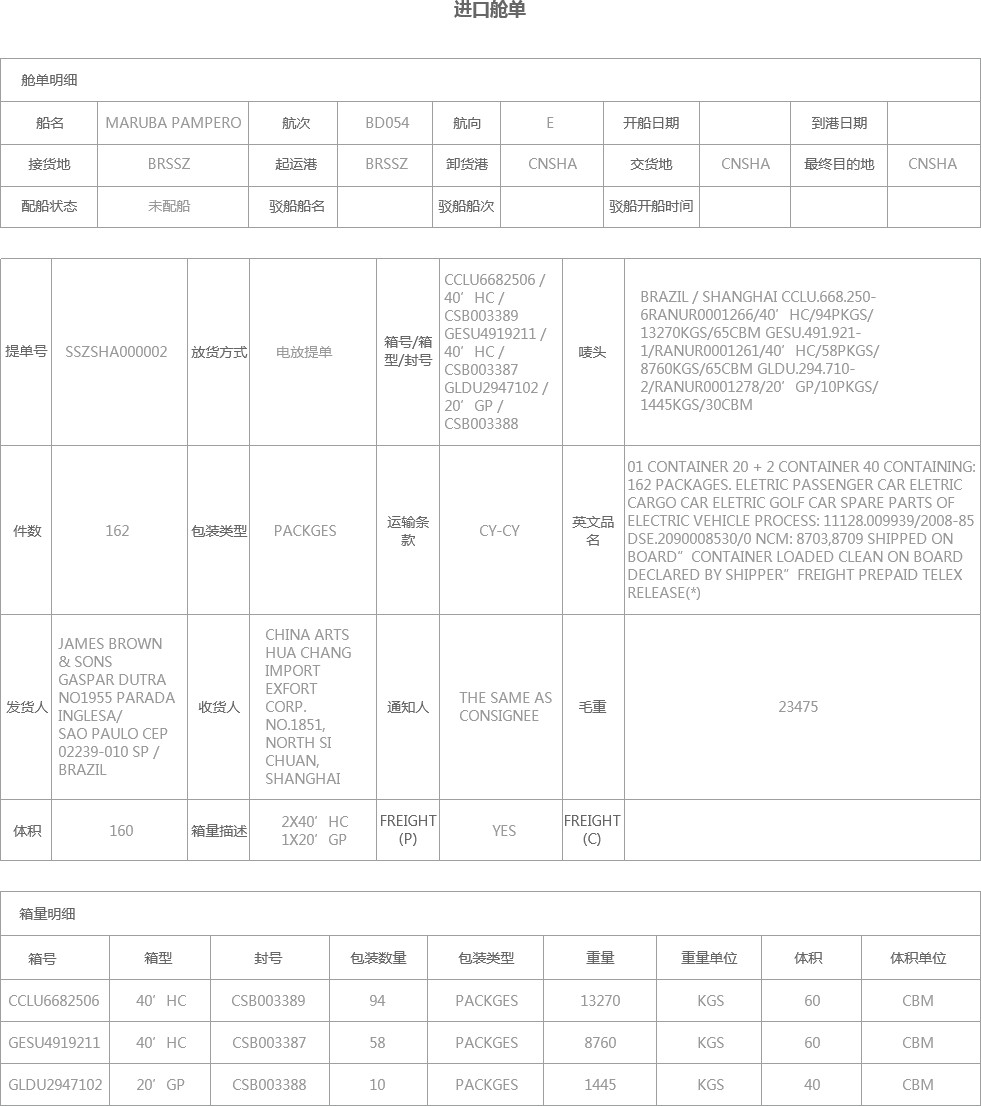 进口舱单
舱单明细
船名 MARUBA PAMPERO 航次 BD054 航向 E 开船日期 到港日期
接货地 BRSSZ 起运港 BRSSZ 卸货港 CNSHA 交货地 CNSHA 最终目的地 CNSHA
配船状态 未配船 驳船船名 驳船船次 驳船开船时间
提单号
SSZSHA000002
放货方式
电放提单
箱号/箱
型/封号
CCLU6682506 /
40’HC /
CSB003389
GESU4919211 /
40’HC /
CSB003387
GLDU2947102 /
20’GP /
CSB003388
唛头
BRAZIL / SHANGHAI CCLU.668.250-
6RANUR0001266/40’HC/94PKGS/
13270KGS/65CBM GESU.491.921-
1/RANUR0001261/40’HC/58PKGS/
8760KGS/65CBM GLDU.294.710-
2/RANUR0001278/20’GP/10PKGS/
1445KGS/30CBM
件数
162
包装类型
PACKGES
运输条
款
CY-CY
英文品
名
01 CONTAINER 20 + 2 CONTAINER 40 CONTAINING:
162 PACKAGES. ELETRIC PASSENGER CAR ELETRIC
CARGO CAR ELETRIC GOLF CAR SPARE PARTS OF
ELECTRIC VEHICLE PROCESS: 11128.009939/2008-85
DSE.2090008530/0 NCM: 8703,8709 SHIPPED ON
BOARD”CONTAINER LOADED CLEAN ON BOARD
DECLARED BY SHIPPER”FREIGHT PREPAID TELEX
RELEASE(*)
发货人
JAMES BROWN
& SONS
GASPAR DUTRA
NO1955 PARADA
INGLESA/
SAO PAULO CEP
02239-010 SP /
BRAZIL
收货人
CHINA ARTS
HUA CHANG
IMPORT
EXFORT
CORP.
NO.1851,
NORTH SI
CHUAN,
SHANGHAI
通知人
THE SAME AS
CONSIGNEE
毛重
23475
体积
160
箱量描述
2X40’HC
1X20’GP
FREIGHT
(P)
YES
FREIGHT
(C)
箱量明细
箱号 箱型 封号 包装数量 包装类型 重量 重量单位 体积 体积单位
CCLU6682506 40’HC CSB003389 94 PACKGES 13270 KGS 60 CBM
GESU4919211 40’HC CSB003387 58 PACKGES 8760 KGS 60 CBM
GLDU2947102 20’GP CSB003388 10 PACKGES 1445 KGS 40 CBM